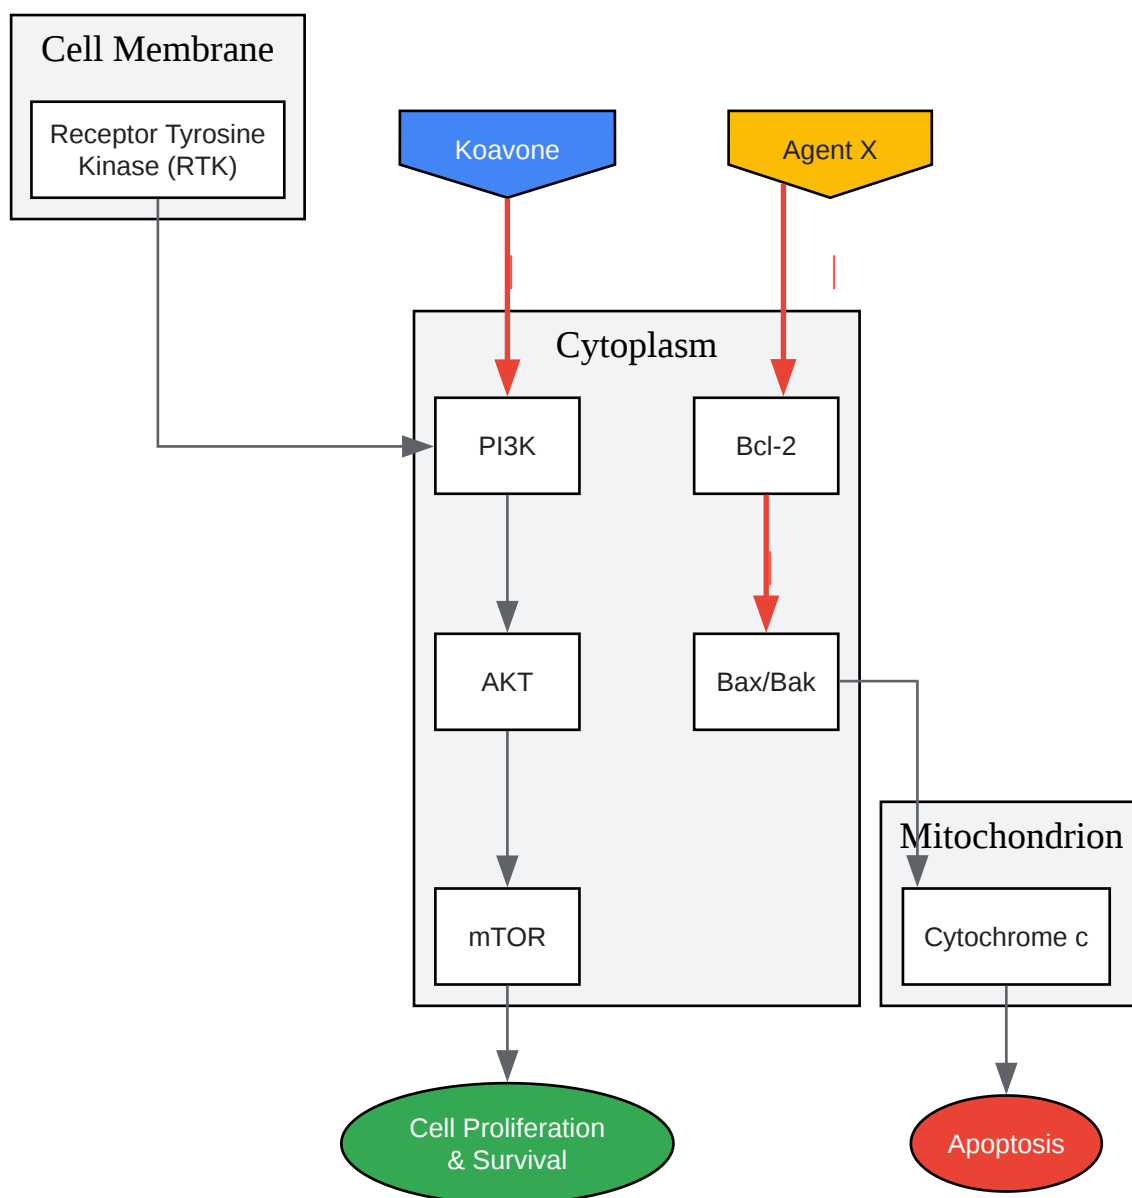 Cell Membrane
Receptor Tyrosine
Kinase (RTK)
Koavone
Agent X
Cytoplasm
PI3K
Bcl-2
AKT
Bax/Bak
Mitochondrion
mTOR
Cytochrome c
Cell Proliferation
& Survival
Apoptosis